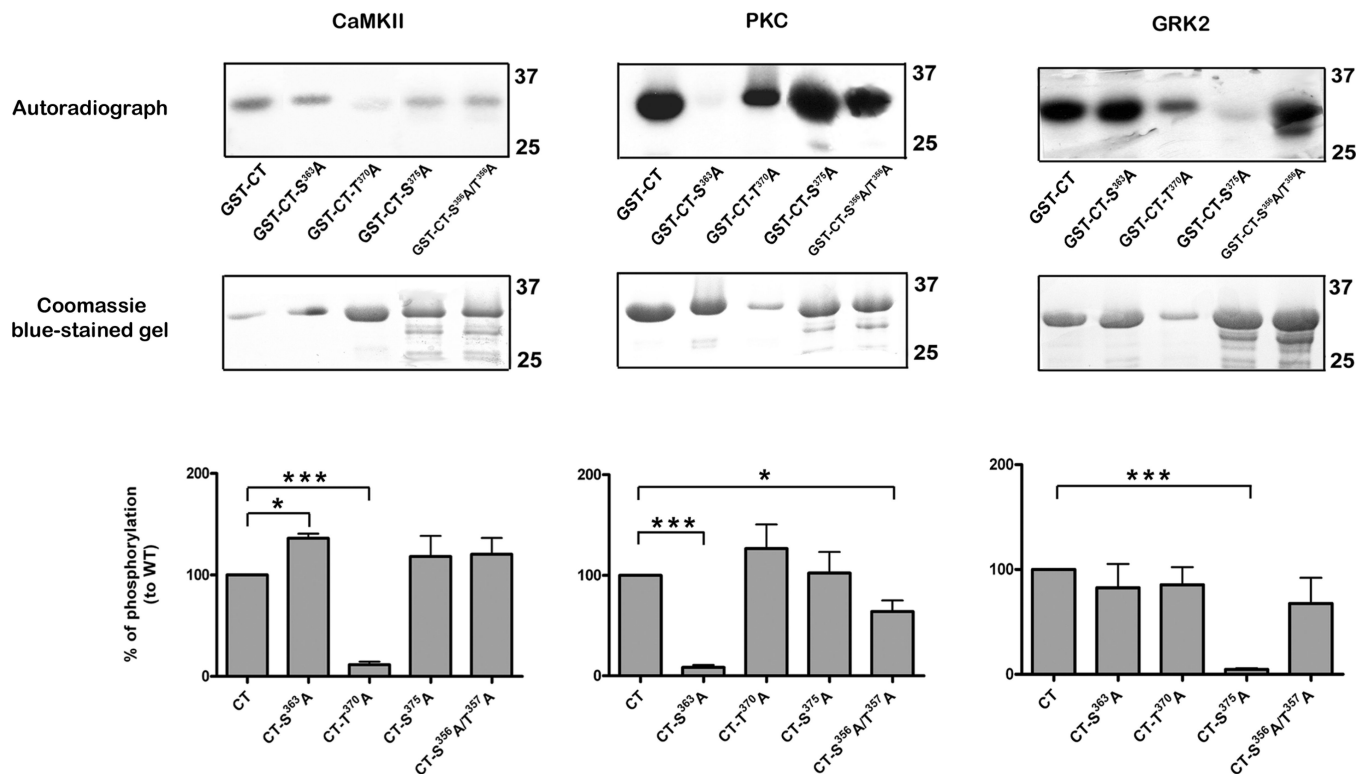 CaMKII
PKC
GRK2
Autoradiograph
37
25
37
25
37
25
GST-CT
GST-CT-S³⁶³A
GST-CT-T³⁷⁰A
GST-CT-S³⁷⁵A
GST-CT-S³⁵⁶A/T³⁵⁶A
GST-CT
GST-CT-S³⁶³A
GST-CT-T³⁷⁰A
GST-CT-S³⁷⁵A
GST-CT-S³⁵⁶A/T³⁵⁶A
GST-CT
GST-CT-S³⁶³A
GST-CT-T³⁷⁰A
GST-CT-S³⁷⁵A
GST-CT-S³⁵⁶A/T³⁵⁶A
Coomassie
blue-stained gel
37
25
37
25
37
25
% of phosphorylation
(to WT)
200
100
0
***
*
CT
CT-S³⁶³A
CT-T³⁷⁰A
CT-S³⁷⁵A
CT-S³⁵⁶A/T³⁵⁷A
200
100
0
*
***
CT
CT-S³⁶³A
CT-T³⁷⁰A
CT-S³⁷⁵A
CT-S³⁵⁶A/T³⁵⁷A
200
100
0
***
CT
CT-S³⁶³A
CT-T³⁷⁰A
CT-S³⁷⁵A
CT-S³⁵⁶A/T³⁵⁷A